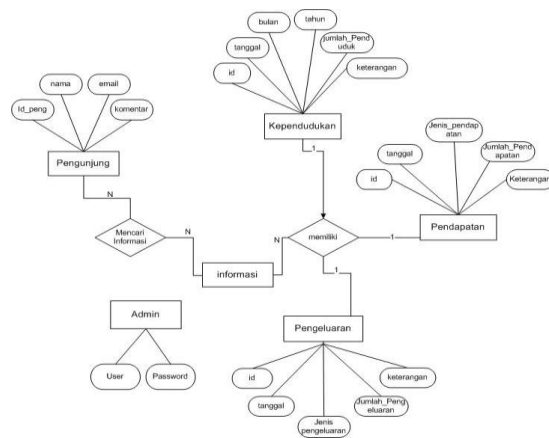 bulan
tahun
tanggal
jumlah_Pend
uduk
id
keterangan
Kependudukan
nama
email
Id_peng
komentar
Pengunjung
Jenis_pendap
atan
tanggal
Jumlah_Pend
apatan
id
Keterangan
Pendapatan
1
N
Mencari
Informasi
N
informasi
N
memiliki
1
1
Admin
User
Password
Pengeluaran
id
keterangan
tanggal
Jumlah_Peng
eluaran
Jenis
pengeluaran